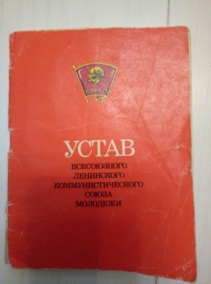 УСТАВ
ВСЕСОЮЗНОГО
ЛЕНИНСКОГО
КОММУНИСТИЧЕСКОГО
СОЮЗА
МОЛОДЕЖИ